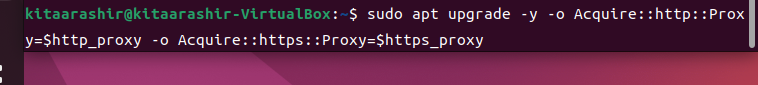 kitaarashir@kitaarashir-VirtualBox:~$ sudo apt upgrade -y -o Acquire::http::Prox
y=$http_proxy -o Acquire::https::Proxy=$https_proxy